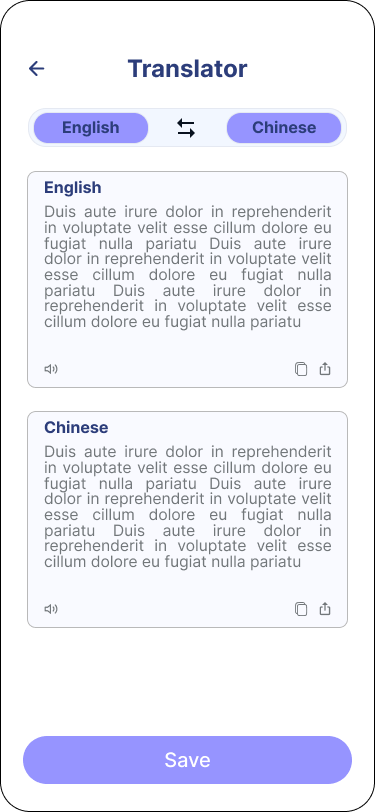 Translator
English
Chinese
English
Duis aute irure dolor in reprehenderit
in voluptate velit esse cillum dolore eu
fugiat nulla pariatu Duis aute irure
dolor in reprehenderit in voluptate velit
esse cillum dolore eu fugiat nulla
pariatu Duis aute irure dolor in
reprehenderit in voluptate velit esse
cillum dolore eu fugiat nulla pariatu
Chinese
Duis aute irure dolor in reprehenderit
in voluptate velit esse cillum dolore eu
fugiat nulla pariatu Duis aute irure
dolor in reprehenderit in voluptate velit
esse cillum dolore eu fugiat nulla
pariatu Duis aute irure dolor in
reprehenderit in voluptate velit esse
cillum dolore eu fugiat nulla pariatu
Save